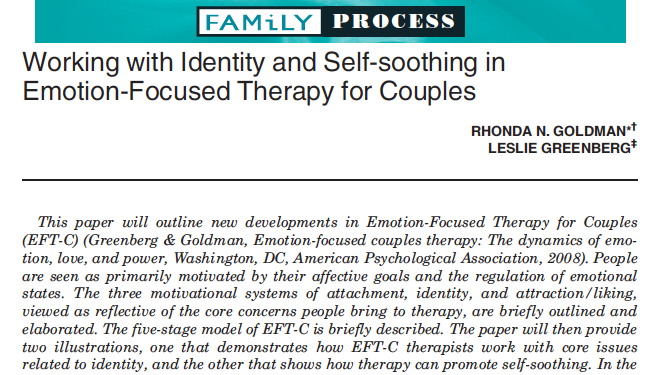 FAMiLY PROCESS
Working with Identity and Self-soothing in
Emotion-Focused Therapy for Couples
RHONDA N. GOLDMAN*†
LESLIE GREENBERG‡
This paper will outline new developments in Emotion-Focused Therapy for Couples
(EFT-C) (Greenberg & Goldman, Emotion-focused couples therapy: The dynamics of emo-
tion, love, and power, Washington, DC, American Psychological Association, 2008). People
are seen as primarily motivated by their affective goals and the regulation of emotional
states. The three motivational systems of attachment, identity, and attraction/liking,
viewed as reflective of the core concerns people bring to therapy, are briefly outlined and
elaborated. The five-stage model of EFT-C is briefly described. The paper will then provide
two illustrations, one that demonstrates how EFT-C therapists work with core issues
related to identity, and the other that shows how therapy can promote self-soothing. In the